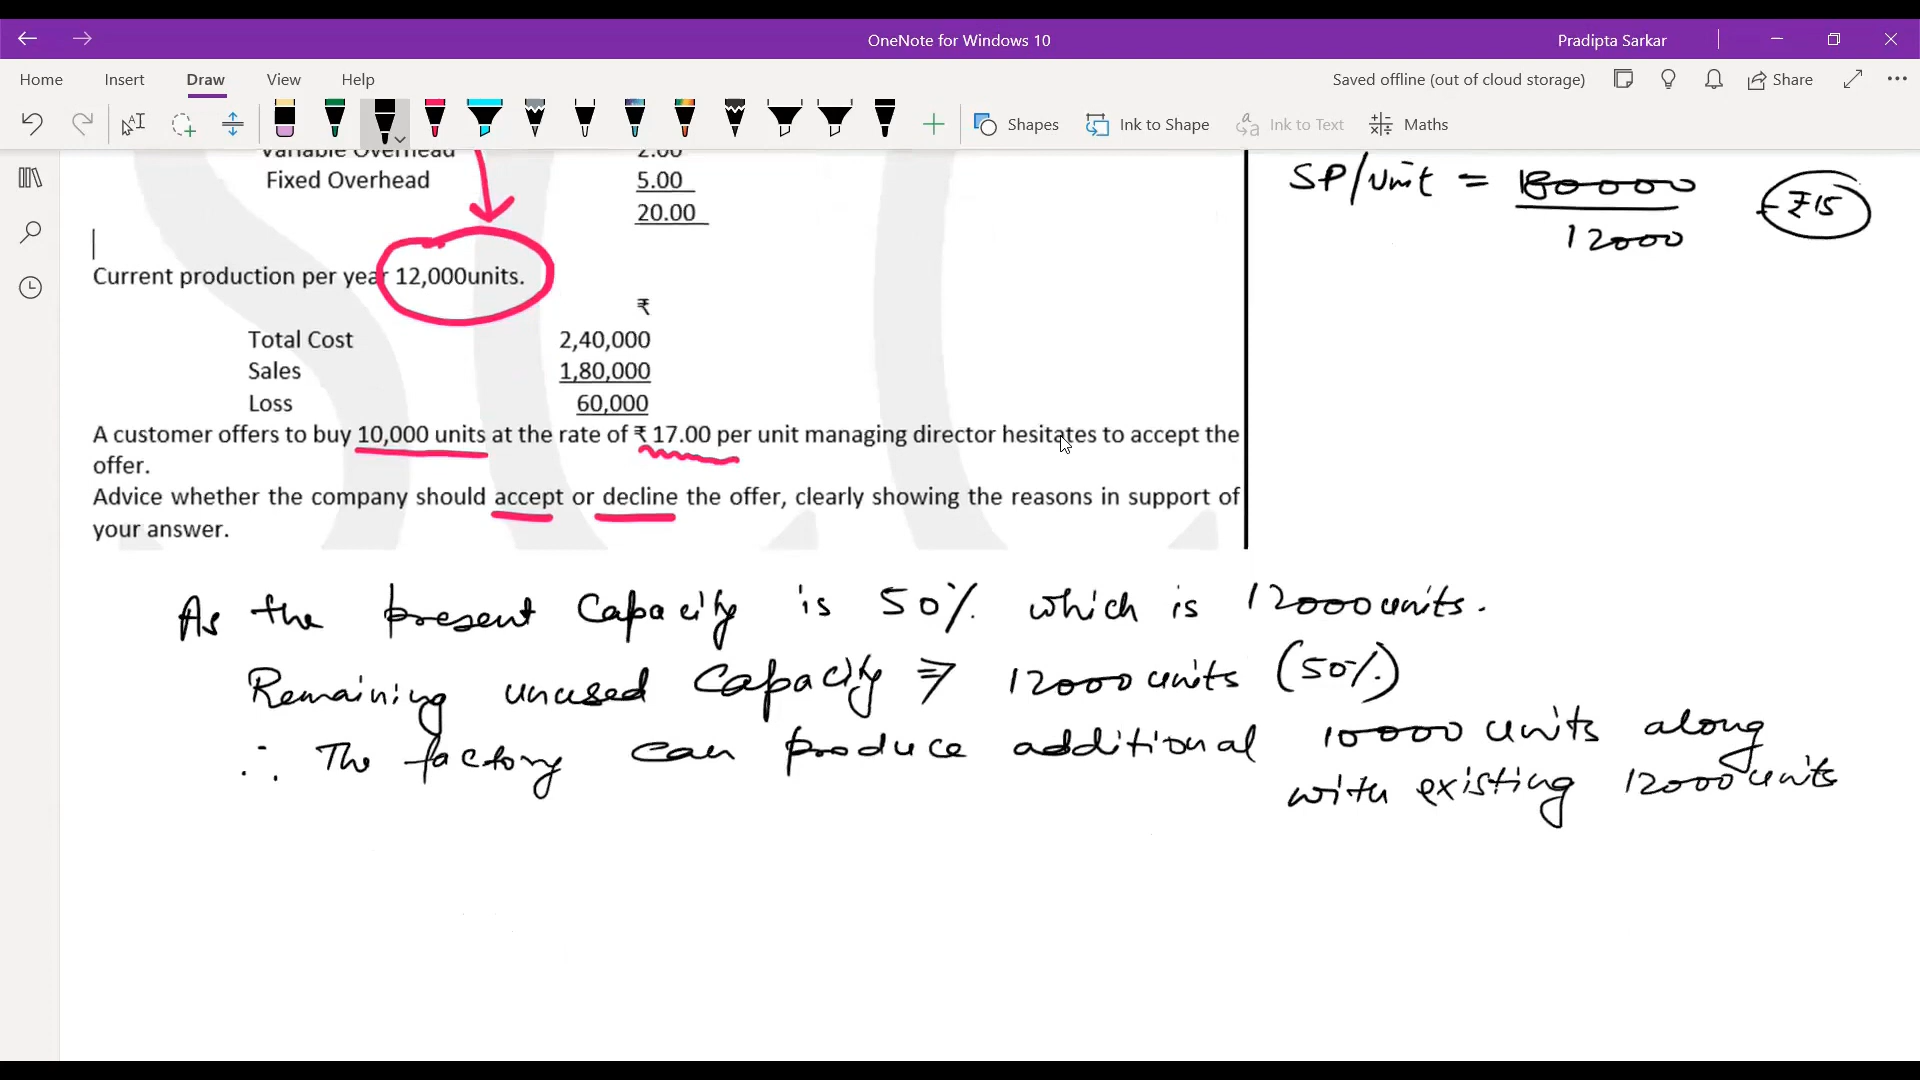 OneNote for Windows 10
Pradipta Sarkar
Home Insert Draw View Help
Saved offline (out of cloud storage)
Share
Shapes
Ink to Shape
Ink to Text
Maths
Variable Overhead 2.00
Fixed Overhead 5.00
20.00
SP/Unit = 180000
12000
₹15
Current production per year 12,000units.
₹
Total Cost 2,40,000
Sales 1,80,000
Loss 60,000
A customer offers to buy 10,000 units at the rate of ₹ 17.00 per unit managing director hesitates to accept the
offer.
Advice whether the company should accept or decline the offer, clearly showing the reasons in support of
your answer.
As the present Capacity is 50% which is 12000 units.
Remaining unused Capacity ⇒ 12000 units (50%)
∴ The factory can produce additional 10000 units along
with existing 12000 units